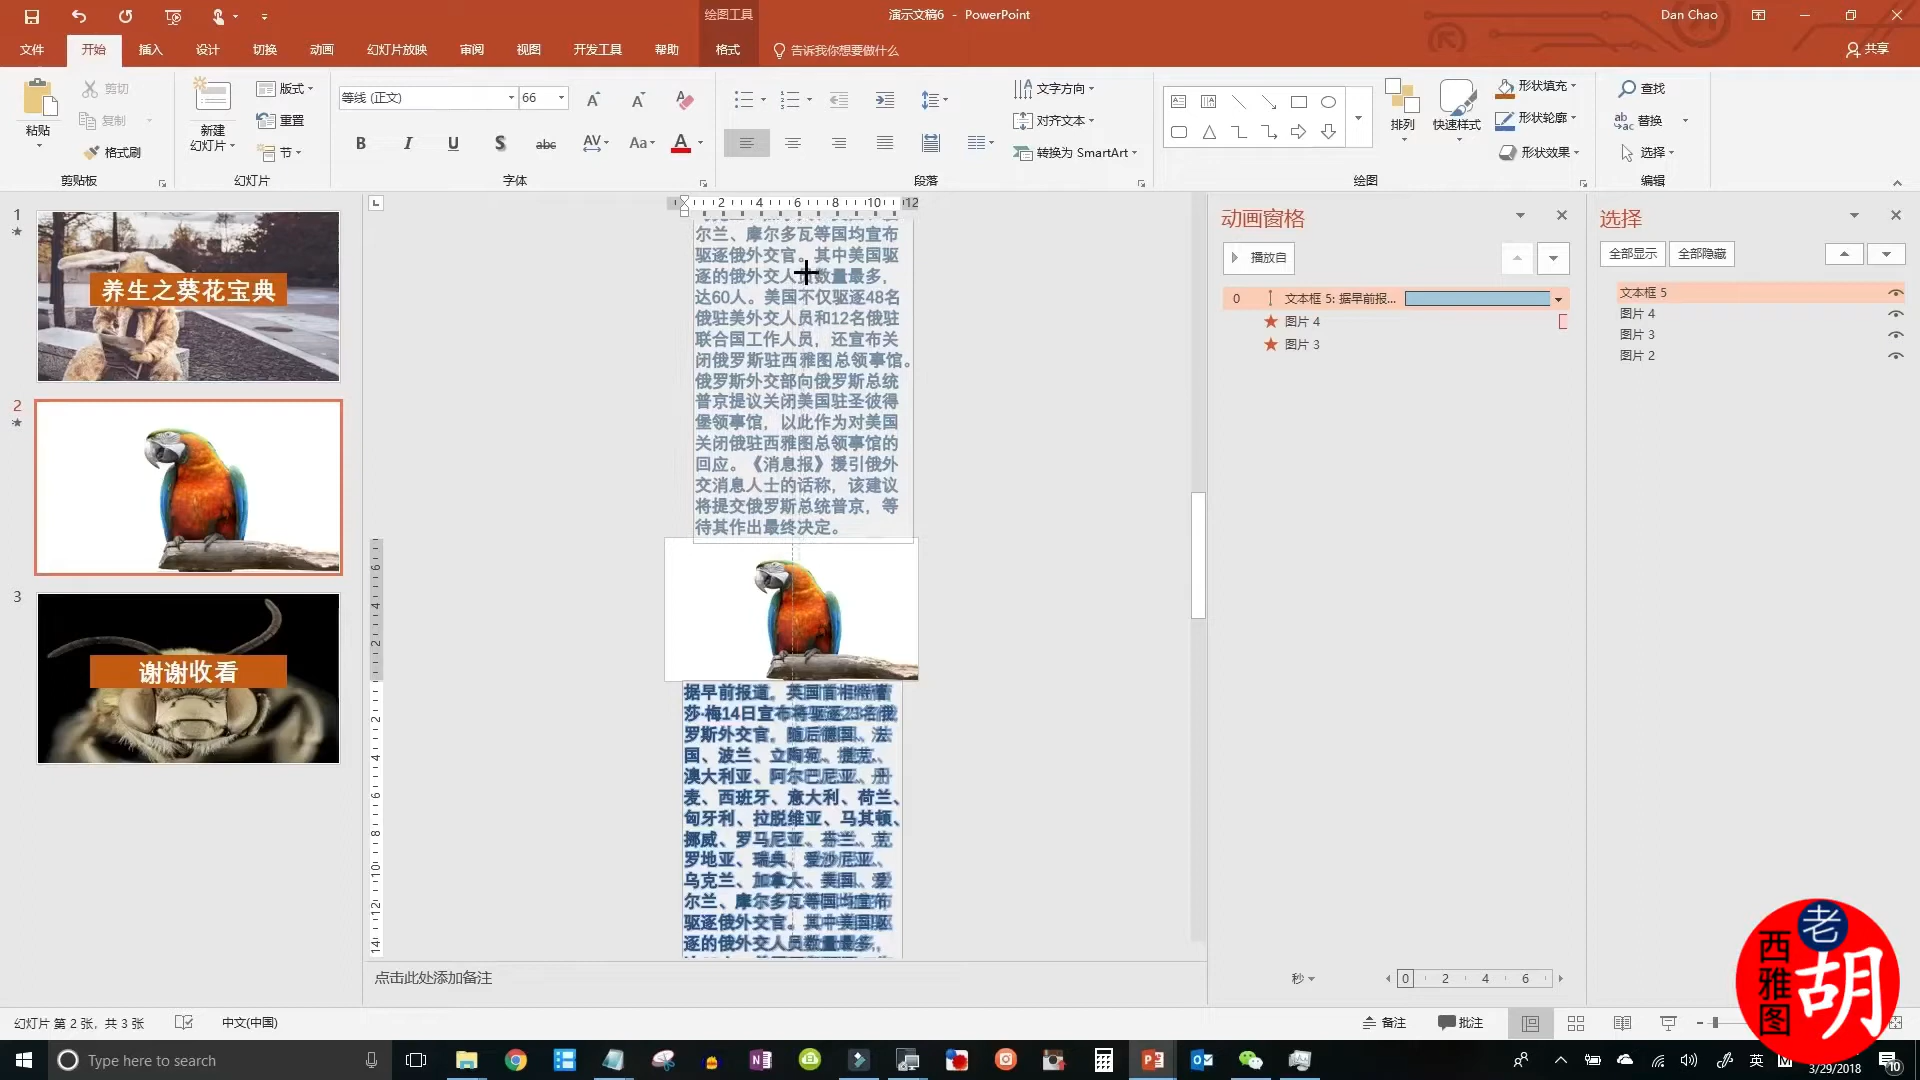 绘图工具
演示文稿6 - PowerPoint
Dan Chao
文件 开始 插入 设计 切换 动画 幻灯片放映 审阅 视图 开发工具 帮助 格式 告诉我你想要做什么 共享
粘贴
剪切
复制
格式刷
剪贴板
新建
幻灯片
版式
重置
节
幻灯片
等线 (正文) 66
B I U S abc AV Aa A
字体
文字方向
对齐文本
转换为 SmartArt
段落
排列
快速样式
形状填充
形状轮廓
形状效果
绘图
查找
替换
选择
编辑
1
养生之葵花宝典
2
3
谢谢收看
2 4 6 8 10 12
尔兰、摩尔多瓦等国均宣布
驱逐俄外交官。其中美国驱
逐的俄外交人员数量最多，
达60人。美国不仅驱逐48名
俄驻美外交人员和12名俄驻
联合国工作人员，还宣布关
闭俄罗斯驻西雅图总领事馆。
俄罗斯外交部向俄罗斯总统
普京提议关闭美国驻圣彼得
堡领事馆，以此作为对美国
关闭俄驻西雅图总领事馆的
回应。《消息报》援引俄外
交消息人士的话称，该建议
将提交俄罗斯总统普京，等
待其作出最终决定。
据早前报道，英国首相特蕾
莎·梅14日宣布将驱逐23名俄
罗斯外交官，随后德国、法
国、波兰、立陶宛、捷克、
澳大利亚、阿尔巴尼亚、丹
麦、西班牙、意大利、荷兰、
匈牙利、拉脱维亚、马其顿、
挪威、罗马尼亚、芬兰、克
罗地亚、瑞典、爱沙尼亚、
乌克兰、加拿大、美国、爱
尔兰、摩尔多瓦等国均宣布
驱逐俄外交官。其中美国驱
逐的俄外交人员数量最多，
点击此处添加备注
动画窗格
播放自
0 文本框 5: 据早前报...
图片 4
图片 3
秒 0 2 4 6
选择
全部显示 全部隐藏
文本框 5
图片 4
图片 3
图片 2
西雅图
老胡
幻灯片 第 2 张，共 3 张 中文(中国) 备注 批注
Type here to search
英
3/29/2018
10